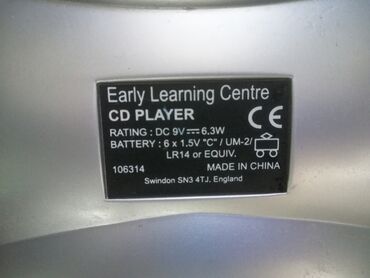 Early Learning Centre
CD PLAYER CE
RATING : DC 9V ⎓ 6.3W
BATTERY : 6 x 1.5V "C" / UM-2/
LR14 or EQUIV.
106314 MADE IN CHINA
Swindon SN3 4TJ. England